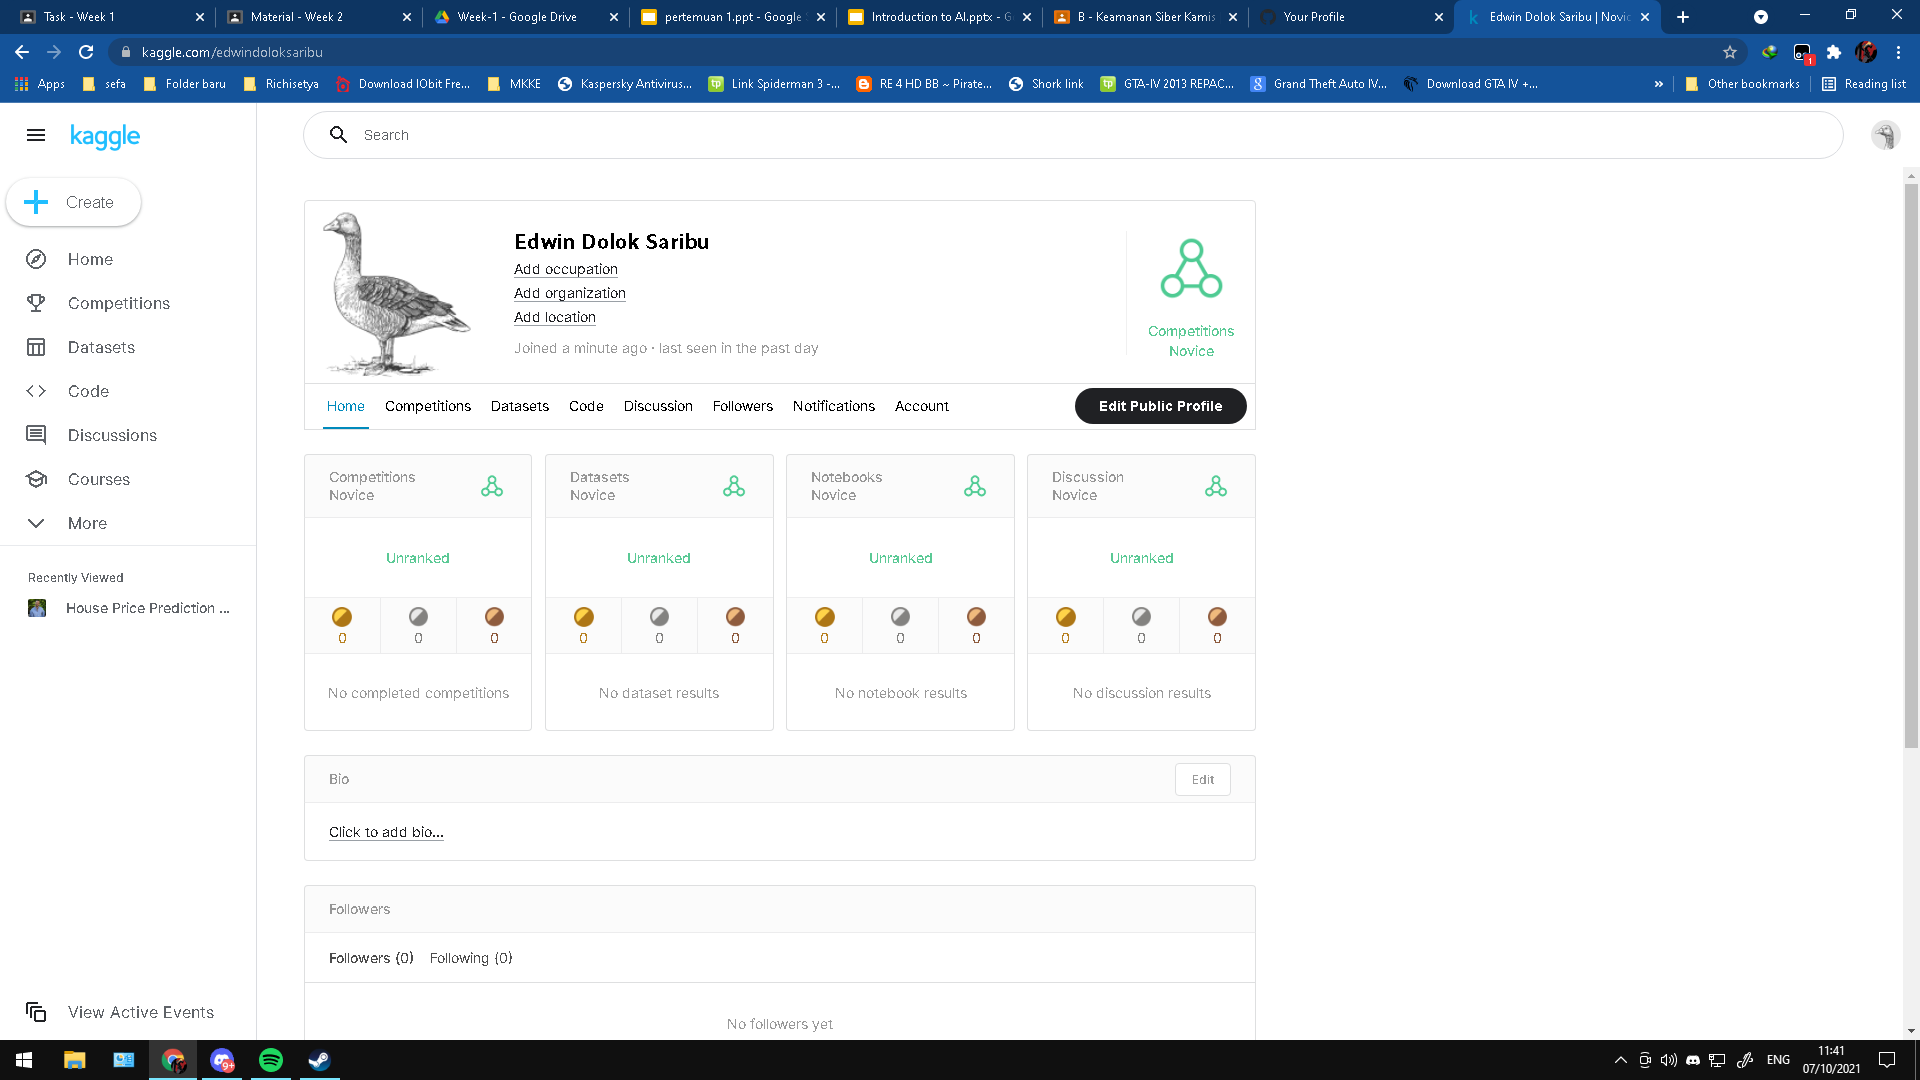 Task - Week 1
Material - Week 2
Week-1 - Google Drive
pertemuan 1.ppt - Google
Introduction to AI.pptx - G
B - Keamanan Siber Kamis
Your Profile
Edwin Dolok Saribu | Novic
kaggle.com/edwindoloksaribu
1
Apps
sefa
Folder baru
Richisetya
Download IObit Fre...
MKKE
Kaspersky Antivirus...
Link Spiderman 3 -...
RE 4 HD BB ~ Pirate...
Shork link
GTA-IV 2013 REPAC...
Grand Theft Auto IV...
Download GTA IV +...
»
Other bookmarks
Reading list
kaggle
Search
Create
Home
Competitions
Datasets
Code
Discussions
Courses
More
Recently Viewed
House Price Prediction ...
View Active Events
Edwin Dolok Saribu
Add occupation
Add organization
Add location
Joined a minute ago · last seen in the past day
Competitions
Novice
Home Competitions Datasets Code Discussion Followers Notifications Account
Edit Public Profile
Competitions
Novice
Unranked
0 0 0
No completed competitions
Datasets
Novice
Unranked
0 0 0
No dataset results
Notebooks
Novice
Unranked
0 0 0
No notebook results
Discussion
Novice
Unranked
0 0 0
No discussion results
Bio
Edit
Click to add bio...
Followers
Followers (0) Following (0)
No followers yet
9+
ENG
11:41
07/10/2021